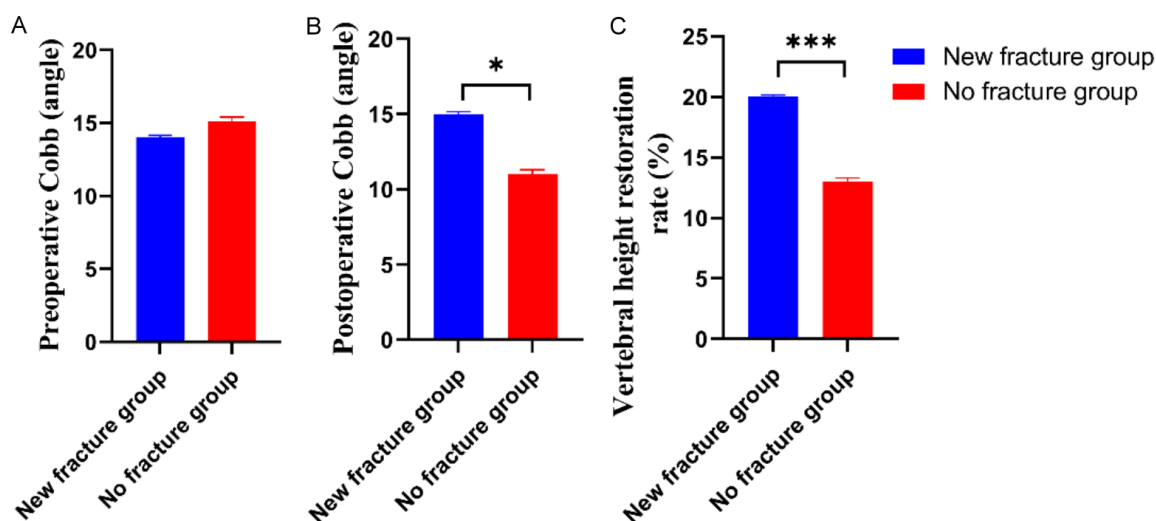 A
Preoperative Cobb (angle)
20
15
10
5
0
New fracture group
No fracture group
B
Postoperative Cobb (angle)
20
15
10
5
0
*
New fracture group
No fracture group
C
Vertebral height restoration
rate (%)
25
20
15
10
5
0
***
New fracture group
No fracture group
New fracture group
No fracture group